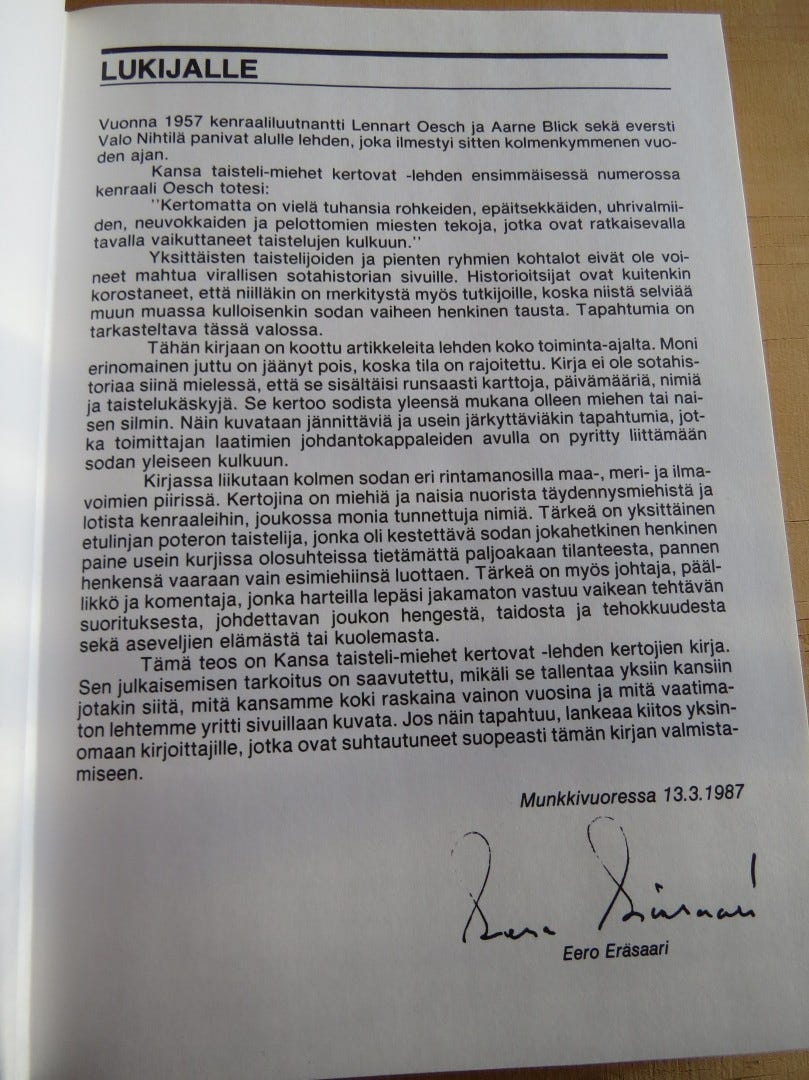 LUKIJALLE
Vuonna 1957 kenraaliluutnantti Lennart Oesch ja Aarne Blick sekä eversti
Valo Nihtilä panivat alulle lehden, joka ilmestyi sitten kolmenkymmenen vuo-
den ajan.
Kansa taisteli-miehet kertovat -lehden ensimmäisessä numerossa
kenraali Oesch totesi:
"Kertomatta on vielä tuhansia rohkeiden, epäitsekkäiden, uhrivalmii-
den, neuvokkaiden ja pelottomien miesten tekoja, jotka ovat ratkaisevalla
tavalla vaikuttaneet taistelujen kulkuun."
Yksittäisten taistelijoiden ja pienten ryhmien kohtalot eivät ole voi-
neet mahtua virallisen sotahistorian sivuille. Historioitsijat ovat kuitenkin
korostaneet, että niilläkin on merkitystä myös tutkijoille, koska niistä selviää
muun muassa kulloisenkin sodan vaiheen henkinen tausta. Tapahtumia on
tarkasteltava tässä valossa.
Tähän kirjaan on koottu artikkeleita lehden koko toiminta-ajalta. Moni
erinomainen juttu on jäänyt pois, koska tila on rajoitettu. Kirja ei ole sotahis-
toriaa siinä mielessä, että se sisältäisi runsaasti karttoja, päivämääriä, nimiä
ja taistelukäskyjä. Se kertoo sodista yleensä mukana olleen miehen tai nai-
sen silmin. Näin kuvataan jännittäviä ja usein järkyttäviäkin tapahtumia, jot-
ka toimittajan laatimien johdantokappaleiden avulla on pyritty liittämään
sodan yleiseen kulkuun.
Kirjassa liikutaan kolmen sodan eri rintamanosilla maa-, meri- ja ilma-
voimien piirissä. Kertojina on miehiä ja naisia nuorista täydennysmiehistä ja
lotista kenraaleihin, joukossa monia tunnettuja nimiä. Tärkeä on yksittäinen
etulinjan poteron taistelija, jonka oli kestettävä sodan jokahetkinen henkinen
paine usein kurjissa olosuhteissa tietämättä paljoakaan tilanteesta, pannen
henkensä vaaraan vain esimiehiinsä luottaen. Tärkeä on myös johtaja, pääl-
likkö ja komentaja, jonka harteilla lepäsi jakamaton vastuu vaikean tehtävän
suorituksesta, johdettavan joukon hengestä, taidosta ja tehokkuudesta
sekä aseveljien elämästä tai kuolemasta.
Tämä teos on Kansa taisteli-miehet kertovat -lehden kertojien kirja.
Sen julkaisemisen tarkoitus on saavutettu, mikäli se tallentaa yksiin kansiin
jotakin siitä, mitä kansamme koki raskaina vainon vuosina ja mitä vaatima-
ton lehtemme yritti sivuillaan kuvata. Jos näin tapahtuu, lankeaa kiitos yksin-
omaan kirjoittajille, jotka ovat suhtautuneet suopeasti tämän kirjan valmista-
miseen.
Munkkivuoressa 13.3.1987
Eero Eräsaari
Eero Eräsaari